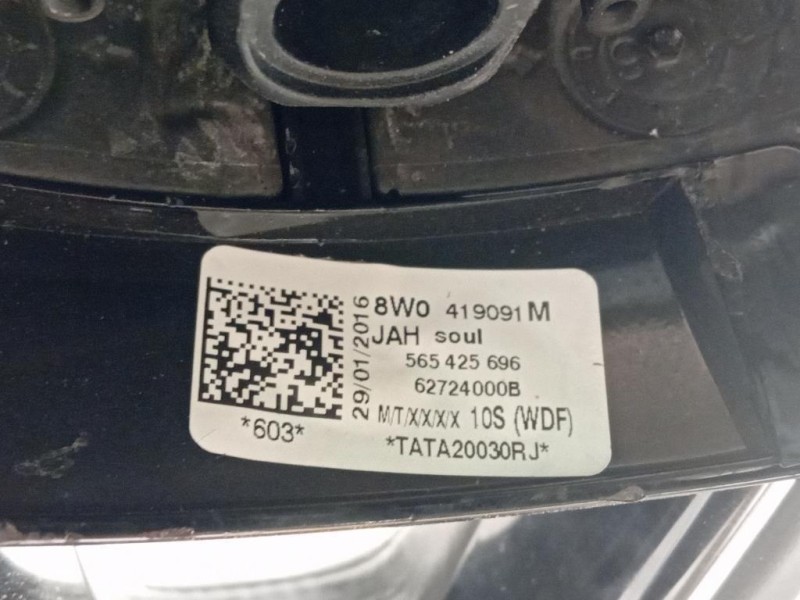 8W0 419091 M
JAH soul
565 425 696
62724000B
M/T/X/X/X/X 10S (WDF)
*TATA20030RJ*
29/01/2016
*603*